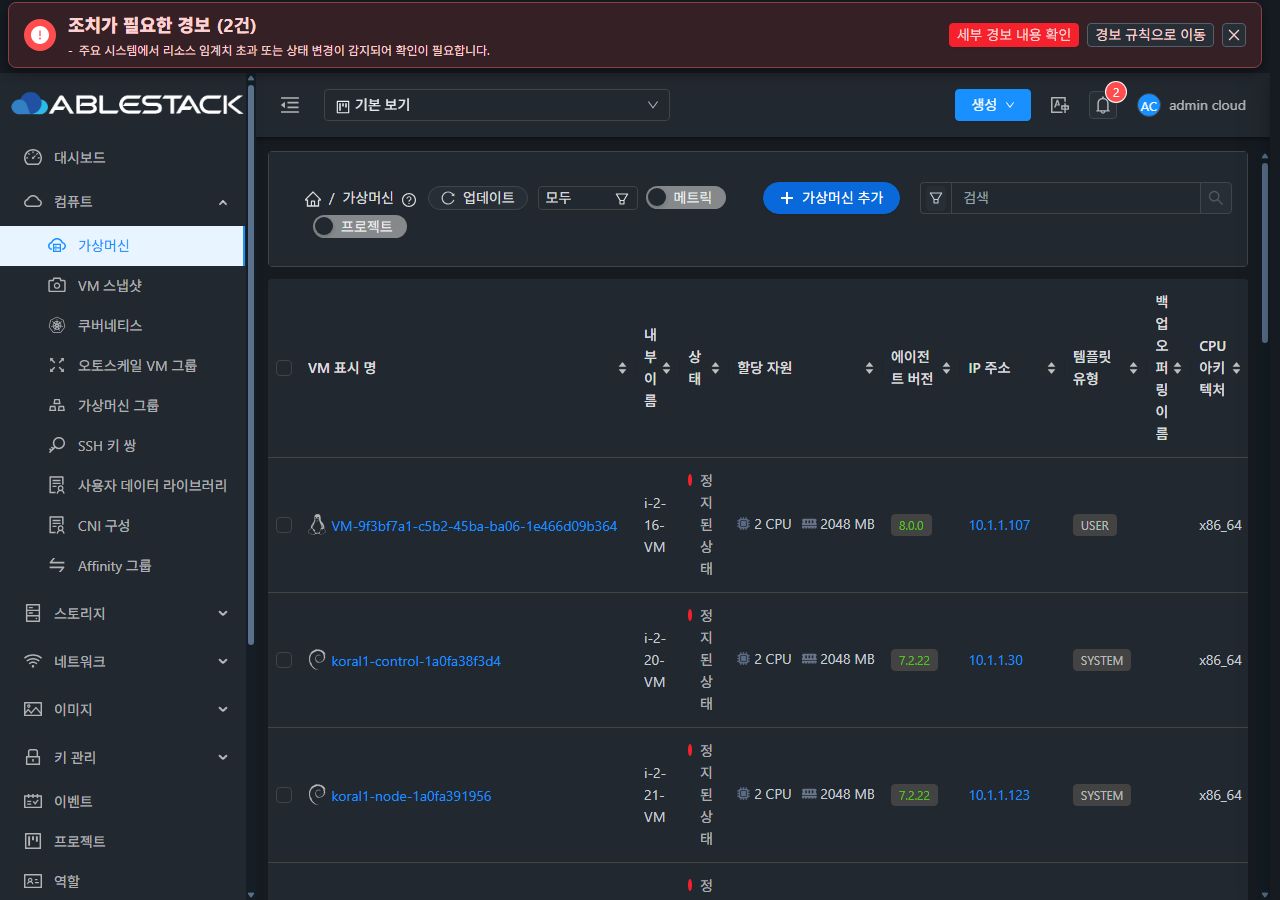 조치가 필요한 경보 (2건)
- 주요 시스템에서 리소스 임계치 초과 또는 상태 변경이 감지되어 확인이 필요합니다.
세부 경보 내용 확인
경보 규칙으로 이동
ABLESTACK
기본 보기
생성
2
AC
admin cloud
대시보드
컴퓨트
가상머신
VM 스냅샷
쿠버네티스
오토스케일 VM 그룹
가상머신 그룹
SSH 키 쌍
사용자 데이터 라이브러리
CNI 구성
Affinity 그룹
스토리지
네트워크
이미지
키 관리
이벤트
프로젝트
역할
/ 가상머신
업데이트
모두
메트릭
프로젝트
+ 가상머신 추가
검색
VM 표시 명
내부 이름
상태
할당 자원
에이전트 버전
IP 주소
템플릿 유형
백업 오퍼링 이름
CPU 아키텍처
VM-9f3bf7a1-c5b2-45ba-ba06-1e466d09b364
i-2-16-VM
정지된 상태
2 CPU 2048 MB
8.0.0
10.1.1.107
USER
x86_64
koral1-control-1a0fa38f3d4
i-2-20-VM
정지된 상태
2 CPU 2048 MB
7.2.22
10.1.1.30
SYSTEM
x86_64
koral1-node-1a0fa391956
i-2-21-VM
정지된 상태
2 CPU 2048 MB
7.2.22
10.1.1.123
SYSTEM
x86_64
정